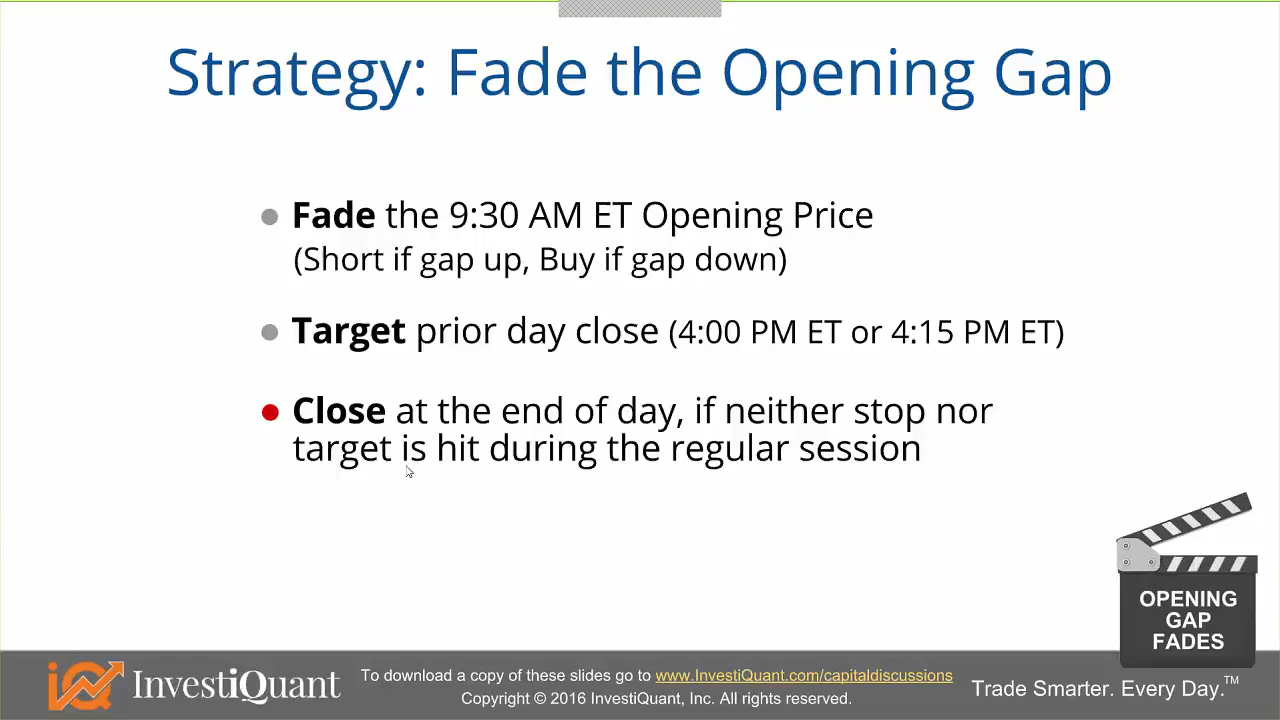 Strategy: Fade the Opening Gap
Fade the 9:30 AM ET Opening Price
(Short if gap up, Buy if gap down)
Target prior day close (4:00 PM ET or 4:15 PM ET)
Close at the end of day, if neither stop nor
target is hit during the regular session
OPENING
GAP
FADES
iQ InvestiQuant
To download a copy of these slides go to www.InvestiQuant.com/capitaldiscussions
Copyright © 2016 InvestiQuant, Inc. All rights reserved.
Trade Smarter. Every Day.™